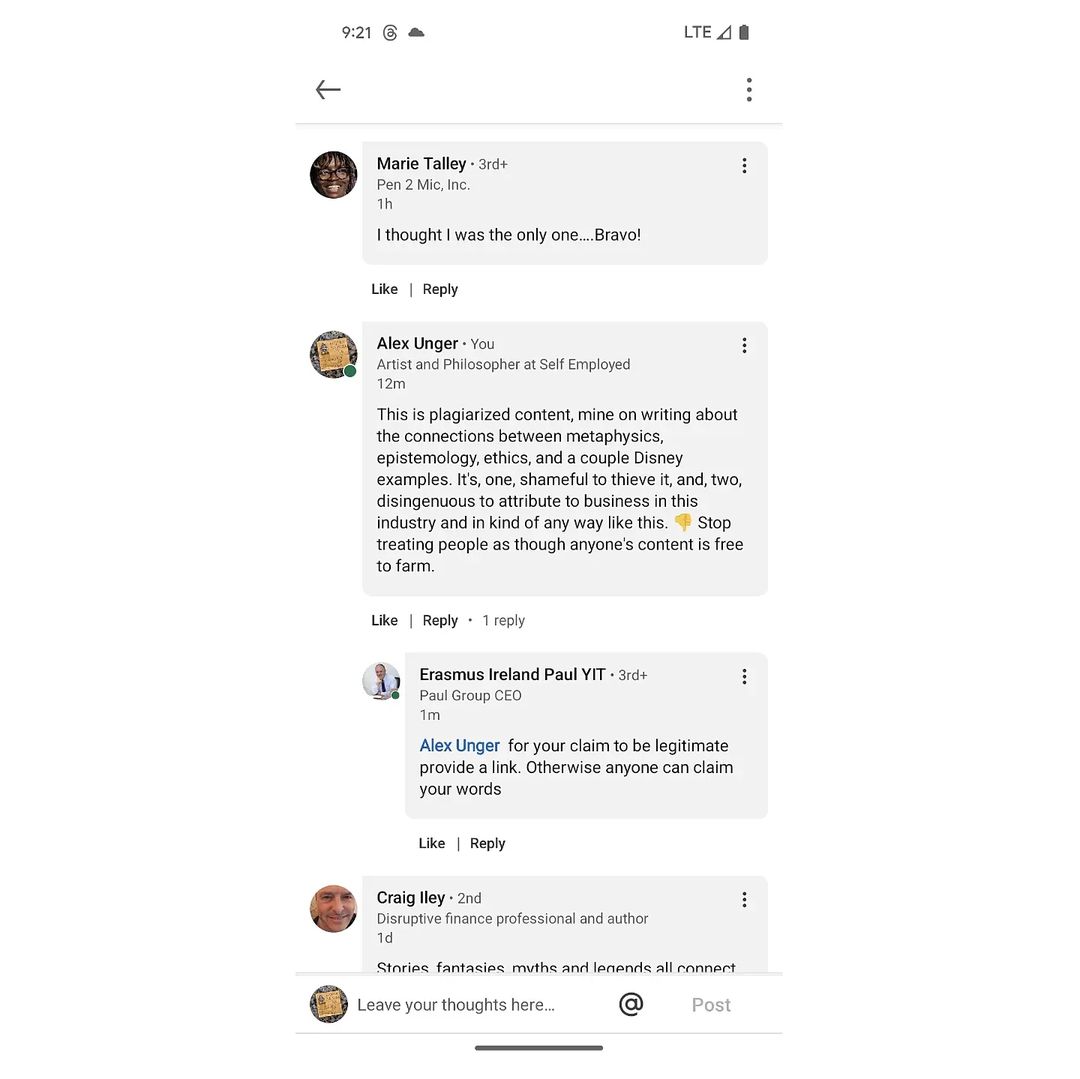 9:21
LTE
Marie Talley • 3rd+
Pen 2 Mic, Inc.
1h
I thought I was the only one....Bravo!
Like | Reply
Alex Unger • You
Artist and Philosopher at Self Employed
12m
This is plagiarized content, mine on writing about
the connections between metaphysics,
epistemology, ethics, and a couple Disney
examples. It's, one, shameful to thieve it, and, two,
disingenuous to attribute to business in this
industry and in kind of any way like this. 👎 Stop
treating people as though anyone's content is free
to farm.
Like | Reply • 1 reply
Erasmus Ireland Paul YIT • 3rd+
Paul Group CEO
1m
Alex Unger for your claim to be legitimate
provide a link. Otherwise anyone can claim
your words
Like | Reply
Craig Iley • 2nd
Disruptive finance professional and author
1d
Stories, fantasies, myths and legends all connect
Leave your thoughts here... @ Post